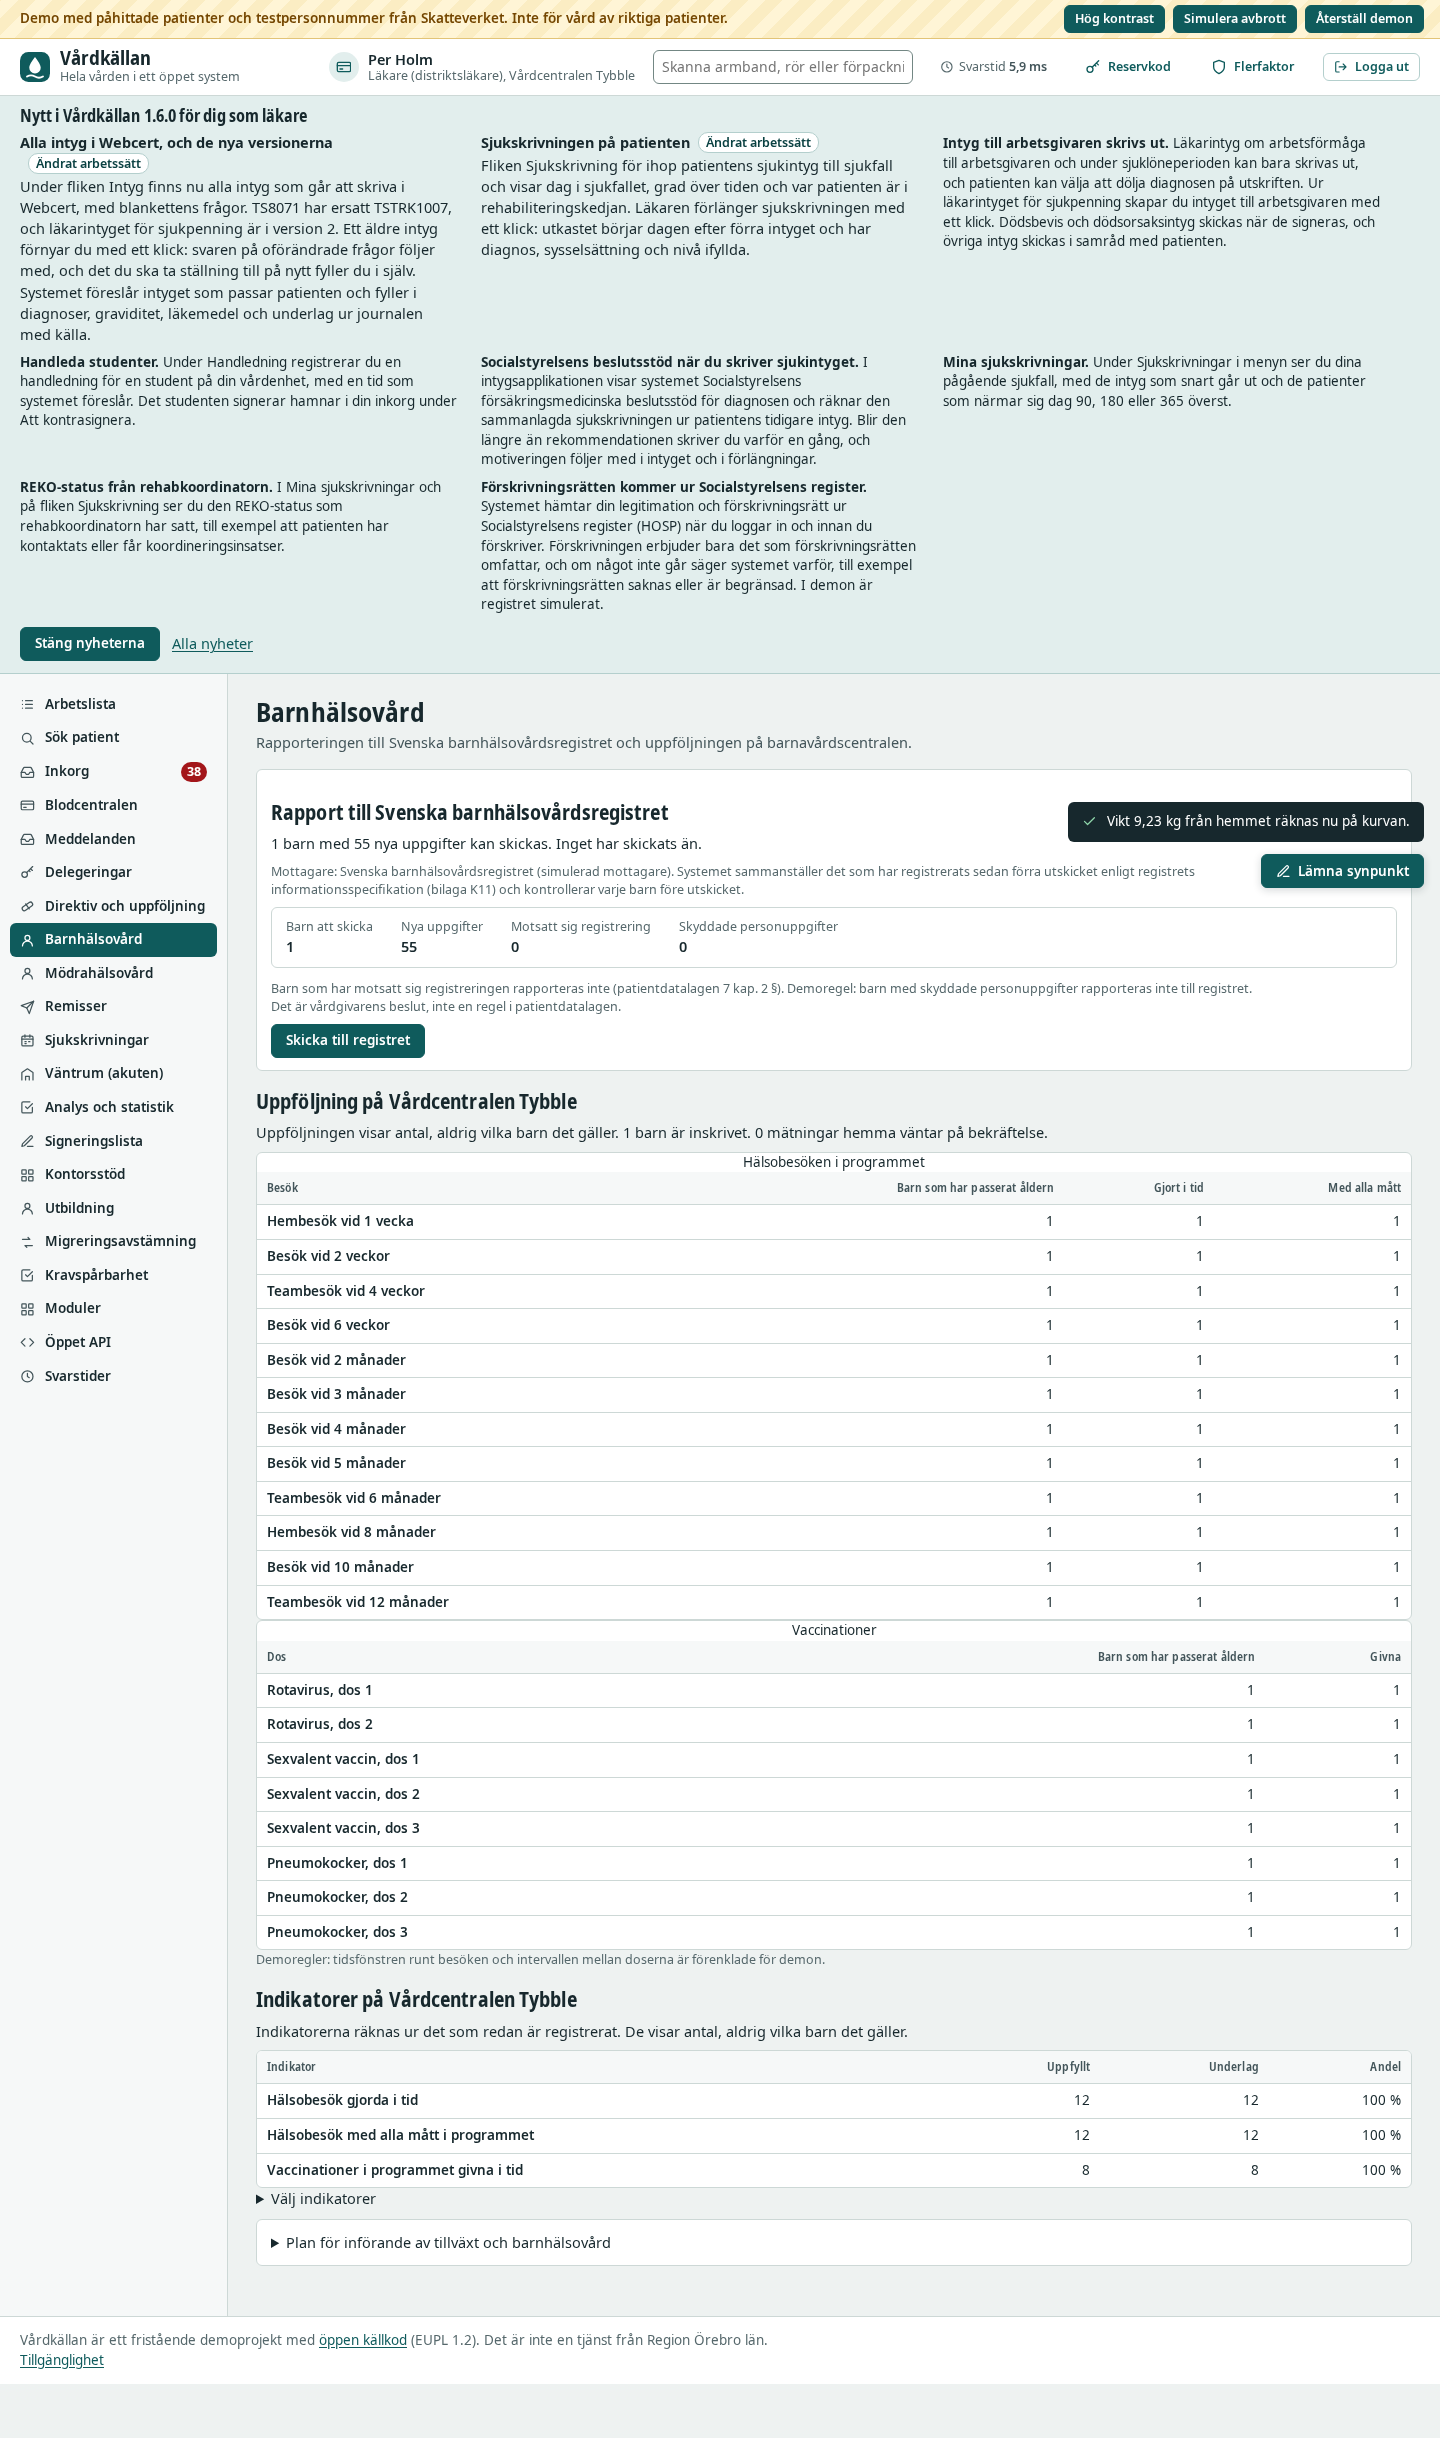 Demo med påhittade patienter och testpersonnummer från Skatteverket. Inte för vård av riktiga patienter.
Hög kontrast
Simulera avbrott
Återställ demon
Vårdkällan
Hela vården i ett öppet system
Per Holm
Läkare (distriktsläkare), Vårdcentralen Tybble
Skanna armband, rör eller förpackni
Svarstid 5,9 ms
Reservkod
Flerfaktor
Logga ut
Nytt i Vårdkällan 1.6.0 för dig som läkare
Alla intyg i Webcert, och de nya versionerna
Ändrat arbetssätt
Under fliken Intyg finns nu alla intyg som går att skriva i
Webcert, med blankettens frågor. TS8071 har ersatt TSTRK1007,
och läkarintyget för sjukpenning är i version 2. Ett äldre intyg
förnyar du med ett klick: svaren på oförändrade frågor följer
med, och det du ska ta ställning till på nytt fyller du i själv.
Systemet föreslår intyget som passar patienten och fyller i
diagnoser, graviditet, läkemedel och underlag ur journalen
med källa.
Sjukskrivningen på patienten Ändrat arbetssätt
Fliken Sjukskrivning för ihop patientens sjukintyg till sjukfall
och visar dag i sjukfallet, grad över tiden och var patienten är i
rehabiliteringskedjan. Läkaren förlänger sjukskrivningen med
ett klick: utkastet börjar dagen efter förra intyget och har
diagnos, sysselsättning och nivå ifyllda.
Intyg till arbetsgivaren skrivs ut. Läkarintyg om arbetsförmåga
till arbetsgivaren och under sjuklöneperioden kan bara skrivas ut,
och patienten kan välja att dölja diagnosen på utskriften. Ur
läkarintyget för sjukpenning skapar du intyget till arbetsgivaren med
ett klick. Dödsbevis och dödsorsaksintyg skickas när de signeras, och
övriga intyg skickas i samråd med patienten.
Handleda studenter. Under Handledning registrerar du en
handledning för en student på din vårdenhet, med en tid som
systemet föreslår. Det studenten signerar hamnar i din inkorg under
Att kontrasignera.
Socialstyrelsens beslutsstöd när du skriver sjukintyget. I
intygsapplikationen visar systemet Socialstyrelsens
försäkringsmedicinska beslutsstöd för diagnosen och räknar den
sammanlagda sjukskrivningen ur patientens tidigare intyg. Blir den
längre än rekommendationen skriver du varför en gång, och
motiveringen följer med i intyget och i förlängningar.
Mina sjukskrivningar. Under Sjukskrivningar i menyn ser du dina
pågående sjukfall, med de intyg som snart går ut och de patienter
som närmar sig dag 90, 180 eller 365 överst.
REKO-status från rehabkoordinatorn. I Mina sjukskrivningar och
på fliken Sjukskrivning ser du den REKO-status som
rehabkoordinatorn har satt, till exempel att patienten har
kontaktats eller får koordineringsinsatser.
Förskrivningsrätten kommer ur Socialstyrelsens register.
Systemet hämtar din legitimation och förskrivningsrätt ur
Socialstyrelsens register (HOSP) när du loggar in och innan du
förskriver. Förskrivningen erbjuder bara det som förskrivningsrätten
omfattar, och om något inte går säger systemet varför, till exempel
att förskrivningsrätten saknas eller är begränsad. I demon är
registret simulerat.
Stäng nyheterna
Alla nyheter
Arbetslista
Sök patient
Inkorg 38
Blodcentralen
Meddelanden
Delegeringar
Direktiv och uppföljning
Barnhälsovård
Mödrahälsovård
Remisser
Sjukskrivningar
Väntrum (akuten)
Analys och statistik
Signeringslista
Kontorsstöd
Utbildning
Migreringsavstämning
Kravspårbarhet
Moduler
Öppet API
Svarstider
Barnhälsovård
Rapporteringen till Svenska barnhälsovårdsregistret och uppföljningen på barnavårdscentralen.
Rapport till Svenska barnhälsovårdsregistret
1 barn med 55 nya uppgifter kan skickas. Inget har skickats än.
Mottagare: Svenska barnhälsovårdsregistret (simulerad mottagare). Systemet sammanställer det som har registrerats sedan förra utskicket enligt registrets
informationsspecifikation (bilaga K11) och kontrollerar varje barn före utskicket.
Vikt 9,23 kg från hemmet räknas nu på kurvan.
Lämna synpunkt
Barn att skicka Nya uppgifter Motsatt sig registrering Skyddade personuppgifter
1 55 0 0
Barn som har motsatt sig registreringen rapporteras inte (patientdatalagen 7 kap. 2 §). Demoregel: barn med skyddade personuppgifter rapporteras inte till registret.
Det är vårdgivarens beslut, inte en regel i patientdatalagen.
Skicka till registret
Uppföljning på Vårdcentralen Tybble
Uppföljningen visar antal, aldrig vilka barn det gäller. 1 barn är inskrivet. 0 mätningar hemma väntar på bekräftelse.
Hälsobesöken i programmet
Besök Barn som har passerat åldern Gjort i tid Med alla mått
Hembesök vid 1 vecka 1 1 1
Besök vid 2 veckor 1 1 1
Teambesök vid 4 veckor 1 1 1
Besök vid 6 veckor 1 1 1
Besök vid 2 månader 1 1 1
Besök vid 3 månader 1 1 1
Besök vid 4 månader 1 1 1
Besök vid 5 månader 1 1 1
Teambesök vid 6 månader 1 1 1
Hembesök vid 8 månader 1 1 1
Besök vid 10 månader 1 1 1
Teambesök vid 12 månader 1 1 1
Vaccinationer
Dos Barn som har passerat åldern Givna
Rotavirus, dos 1 1 1
Rotavirus, dos 2 1 1
Sexvalent vaccin, dos 1 1 1
Sexvalent vaccin, dos 2 1 1
Sexvalent vaccin, dos 3 1 1
Pneumokocker, dos 1 1 1
Pneumokocker, dos 2 1 1
Pneumokocker, dos 3 1 1
Demoregler: tidsfönstren runt besöken och intervallen mellan doserna är förenklade för demon.
Indikatorer på Vårdcentralen Tybble
Indikatorerna räknas ur det som redan är registrerat. De visar antal, aldrig vilka barn det gäller.
Indikator Uppfyllt Underlag Andel
Hälsobesök gjorda i tid 12 12 100 %
Hälsobesök med alla mått i programmet 12 12 100 %
Vaccinationer i programmet givna i tid 8 8 100 %
Välj indikatorer
Plan för införande av tillväxt och barnhälsovård
Vårdkällan är ett fristående demoprojekt med öppen källkod (EUPL 1.2). Det är inte en tjänst från Region Örebro län.
Tillgänglighet